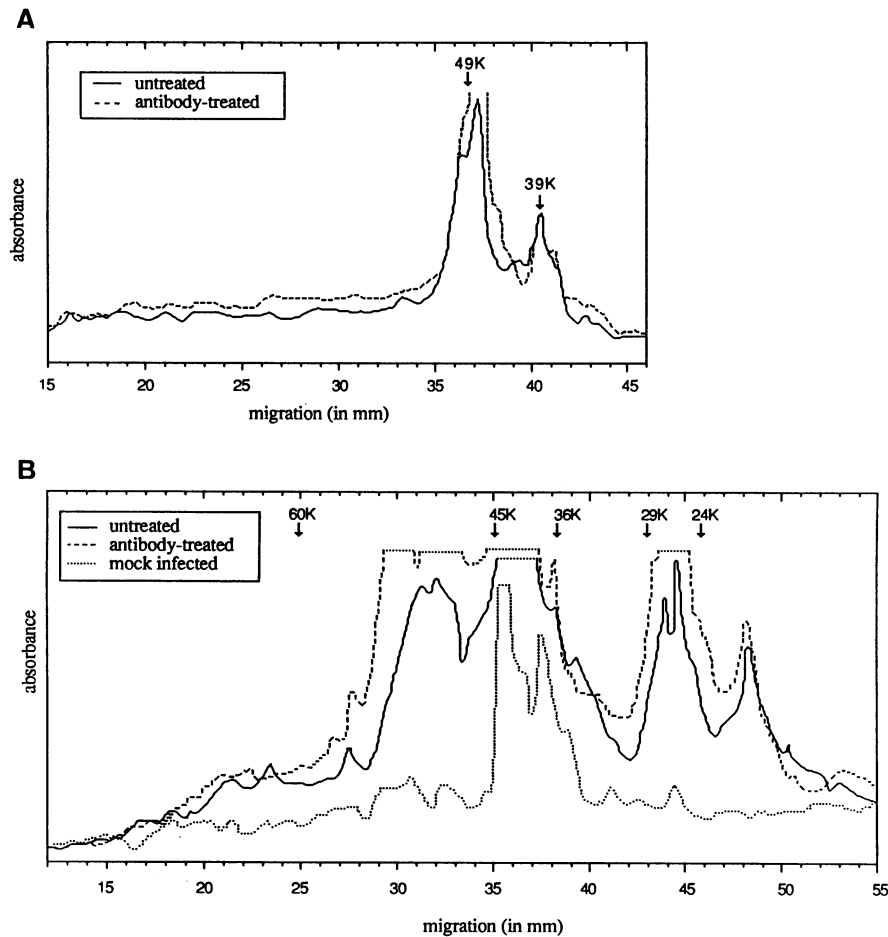 A
49K
untreated
antibody-treated
39K
absorbance
15 20 25 30 35 40 45
migration (in mm)
B
60K 45K 36K 29K 24K
untreated
antibody-treated
mock infected
absorbance
15 20 25 30 35 40 45 50 55
migration (in mm)